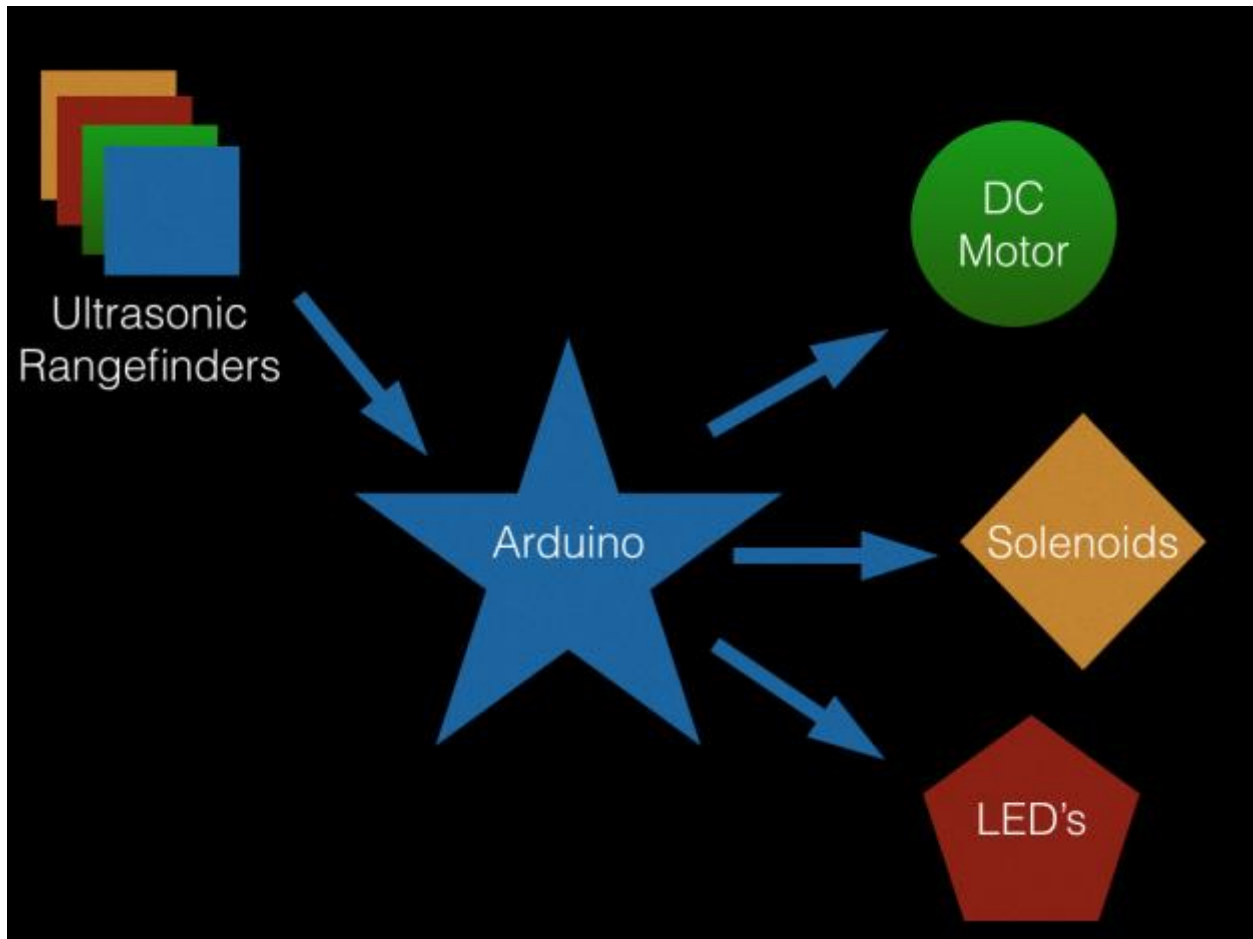 Ultrasonic
Rangefinders
Arduino
DC
Motor
Solenoids
LED’s